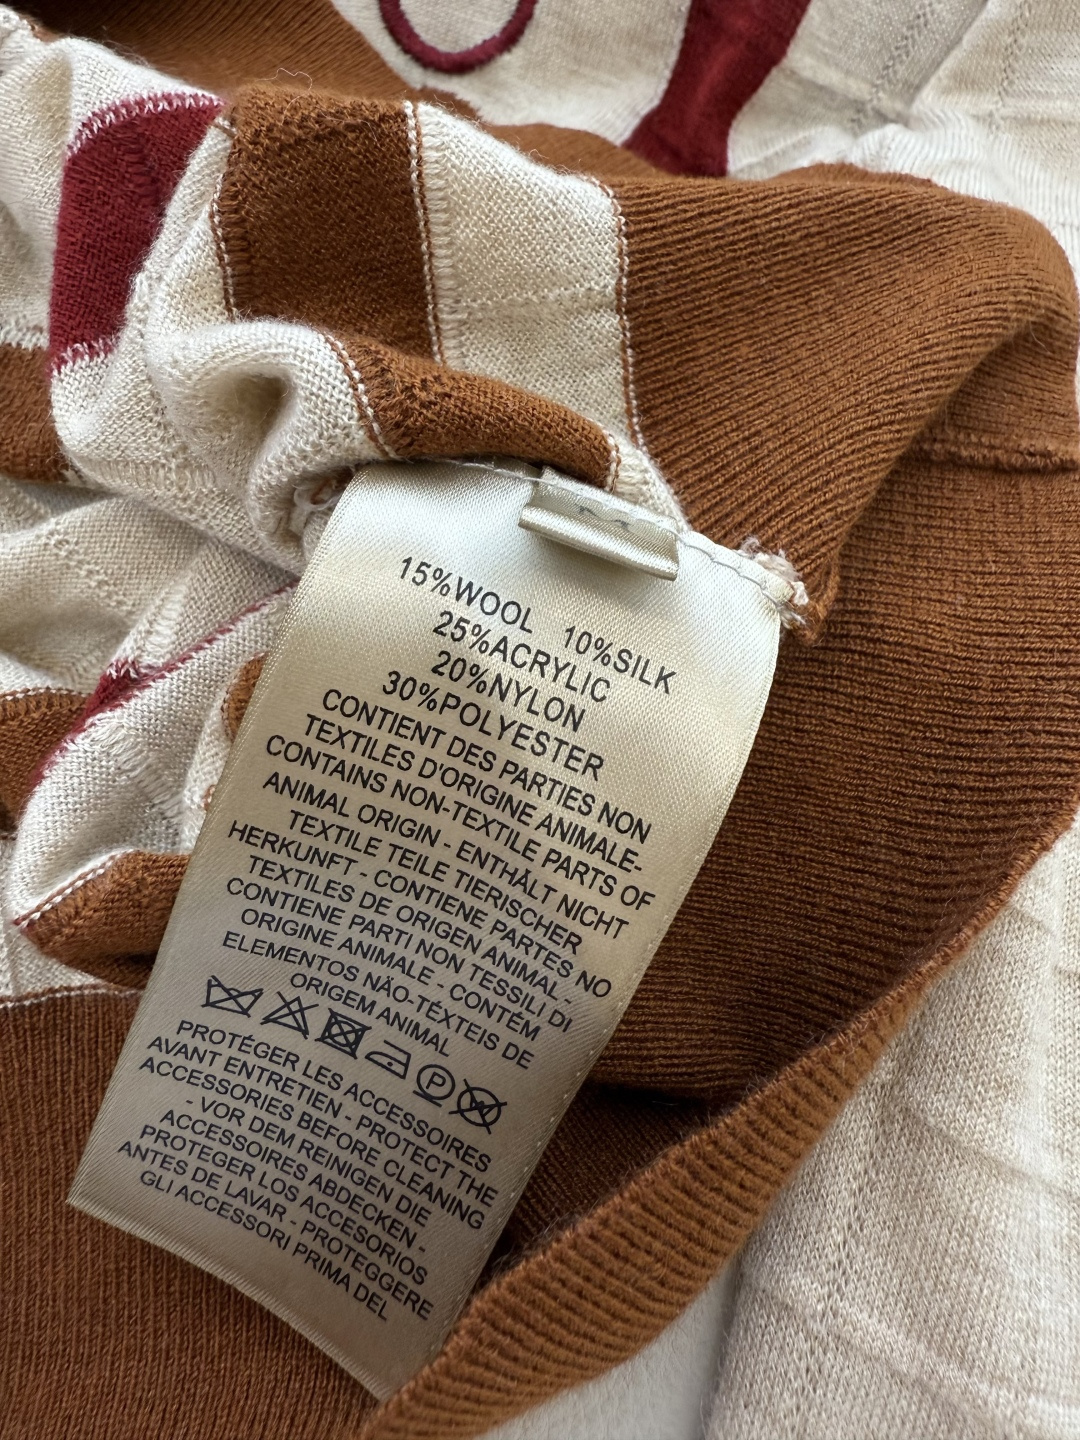 15%WOOL 10%SILK
25%ACRYLIC
20%NYLON
30%POLYESTER
CONTIENT DES PARTIES NON
TEXTILES D'ORIGINE ANIMALE-
CONTAINS NON-TEXTILE PARTS OF
ANIMAL ORIGIN - ENTHÄLT NICHT
TEXTILE TEILE TIERISCHER
HERKUNFT - CONTIENE PARTES NO
TEXTILES DE ORIGEN ANIMAL -
CONTIENE PARTI NON TESSILI DI
ORIGINE ANIMALE - CONTÉM
ELEMENTOS NÃO-TÉXTEIS DE
ORIGEM ANIMAL
P
PROTÉGER LES ACCESSOIRES
AVANT ENTRETIEN - PROTECT THE
ACCESSORIES BEFORE CLEANING
- VOR DEM REINIGEN DIE
ACCESSOIRES ABDECKEN -
PROTEGER LOS ACCESORIOS
ANTES DE LAVAR - PROTEGGERE
GLI ACCESSORI PRIMA DEL